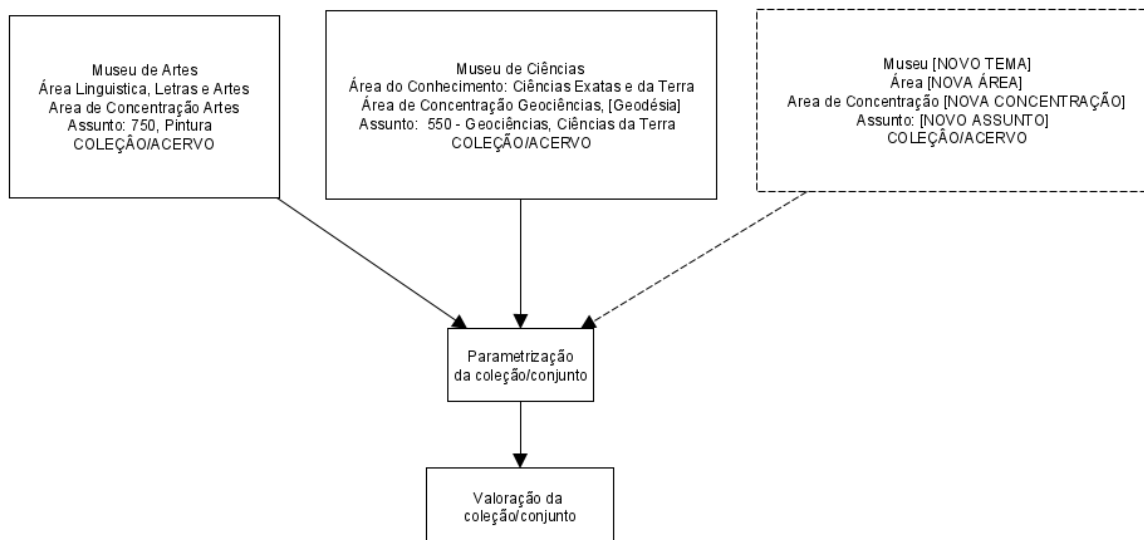 Museu de Artes
Área Linguistica, Letras e Artes
Area de Concentração Artes
Assunto: 750, Pintura
COLEÇÂO/ACERVO
Museu de Ciências
Área do Conhecimento: Ciências Exatas e da Terra
Área de Concentração Geociências, [Geodésia]
Assunto: 550 - Geociências, Ciências da Terra
COLEÇÃO/ACERVO
Museu [NOVO TEMA]
Área [NOVA ÁREA]
Area de Concentração [NOVA CONCENTRAÇÃO]
Assunto: [NOVO ASSUNTO]
COLEÇÂO/ACERVO
Parametrização
da coleção/conjunto
Valoração da
coleção/conjunto